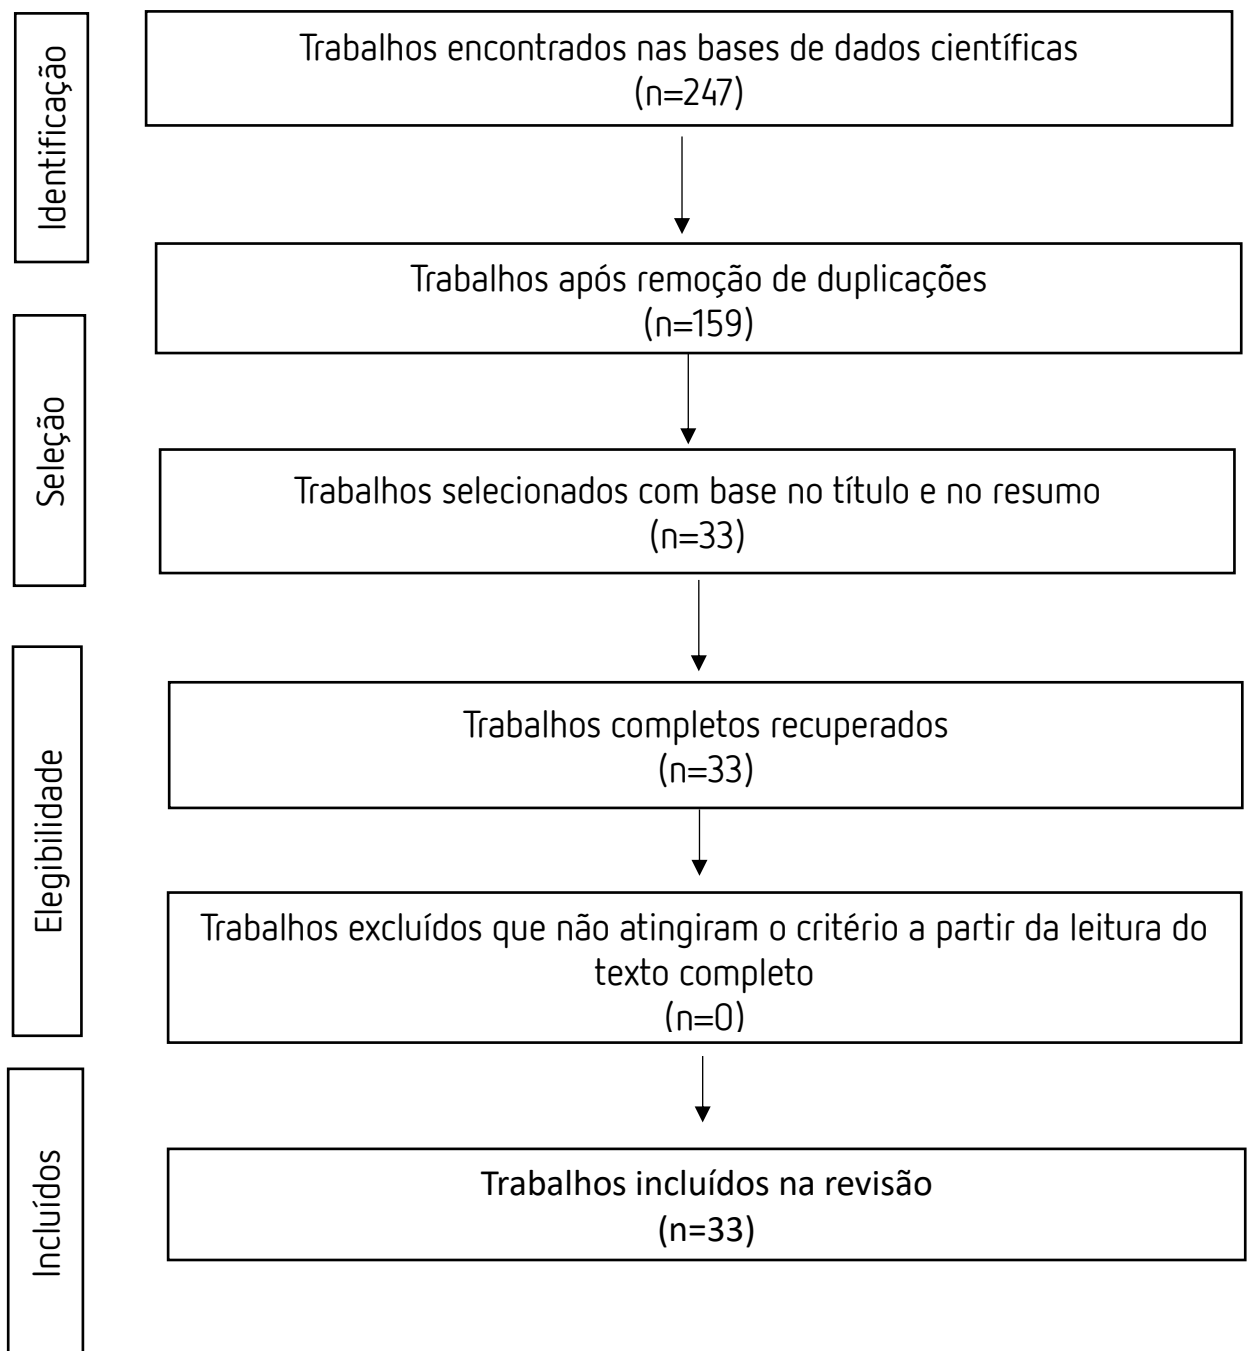 Identificação
Trabalhos encontrados nas bases de dados científicas
(n=247)
Trabalhos após remoção de duplicações
(n=159)
Seleção
Trabalhos selecionados com base no título e no resumo
(n=33)
Elegibilidade
Trabalhos completos recuperados
(n=33)
Trabalhos excluídos que não atingiram o critério a partir da leitura do
texto completo
(n=0)
Incluídos
Trabalhos incluídos na revisão
(n=33)